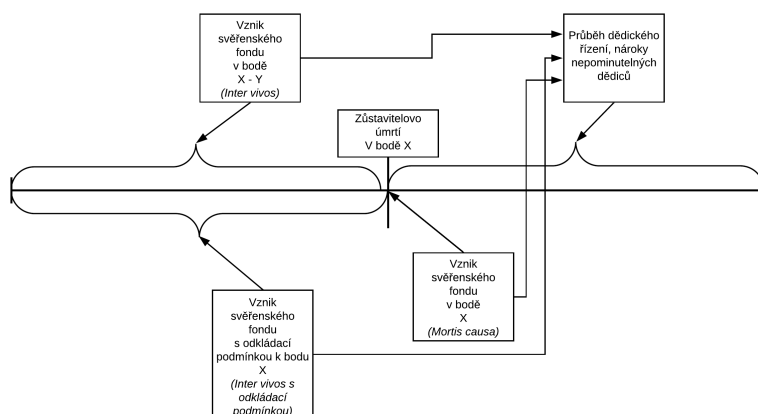 Vznik
svěřenského
fondu
v bodě
X - Y
(Inter vivos)
Průběh dědického
řízení, nároky
nepominutelných
dědiců
Zůstavitelovo
úmrtí
V bodě X
Vznik
svěřenského
fondu
v bodě
X
(Mortis causa)
Vznik
svěřenského
fondu
s odkládací
podmínkou k bodu
X
(Inter vivos s
odkládací
podmínkou)